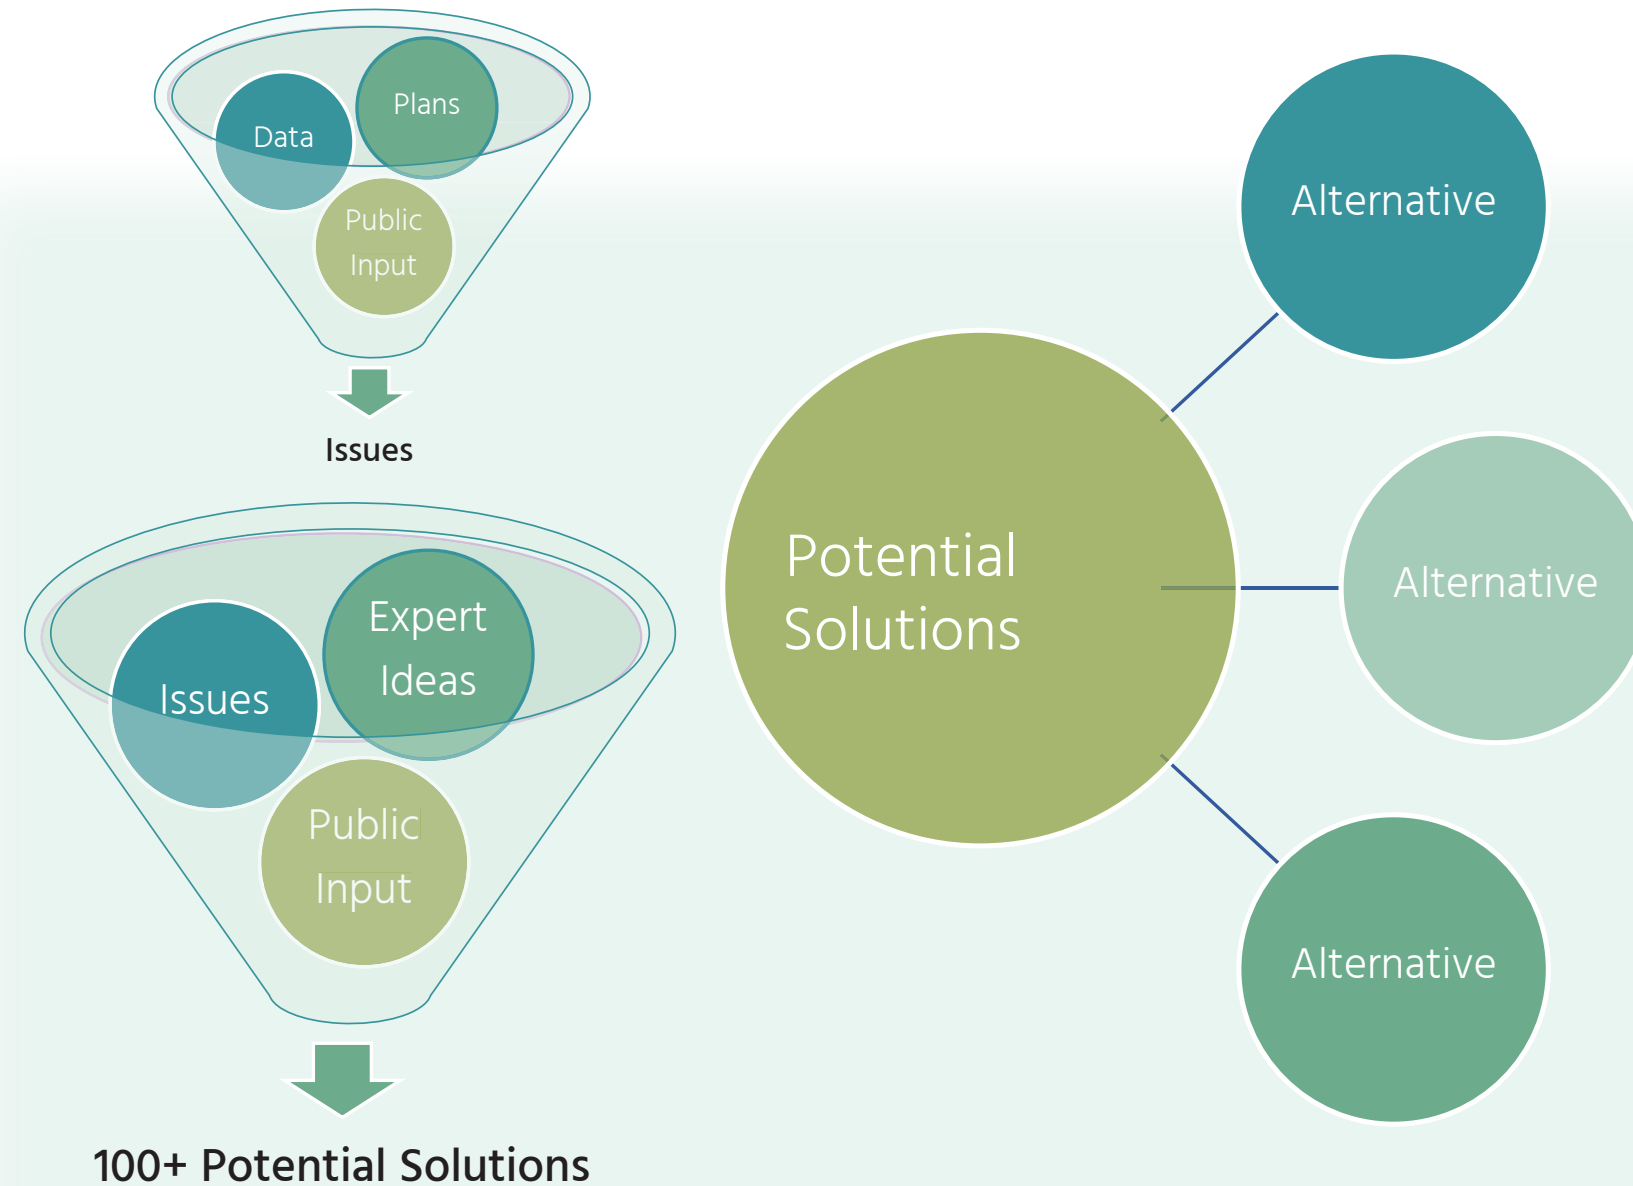 Plans
Data
Public
Input
Issues
Expert
Ideas
Issues
Public
Input
100+ Potential Solutions
Potential
Solutions
Alternative
Alternative
Alternative